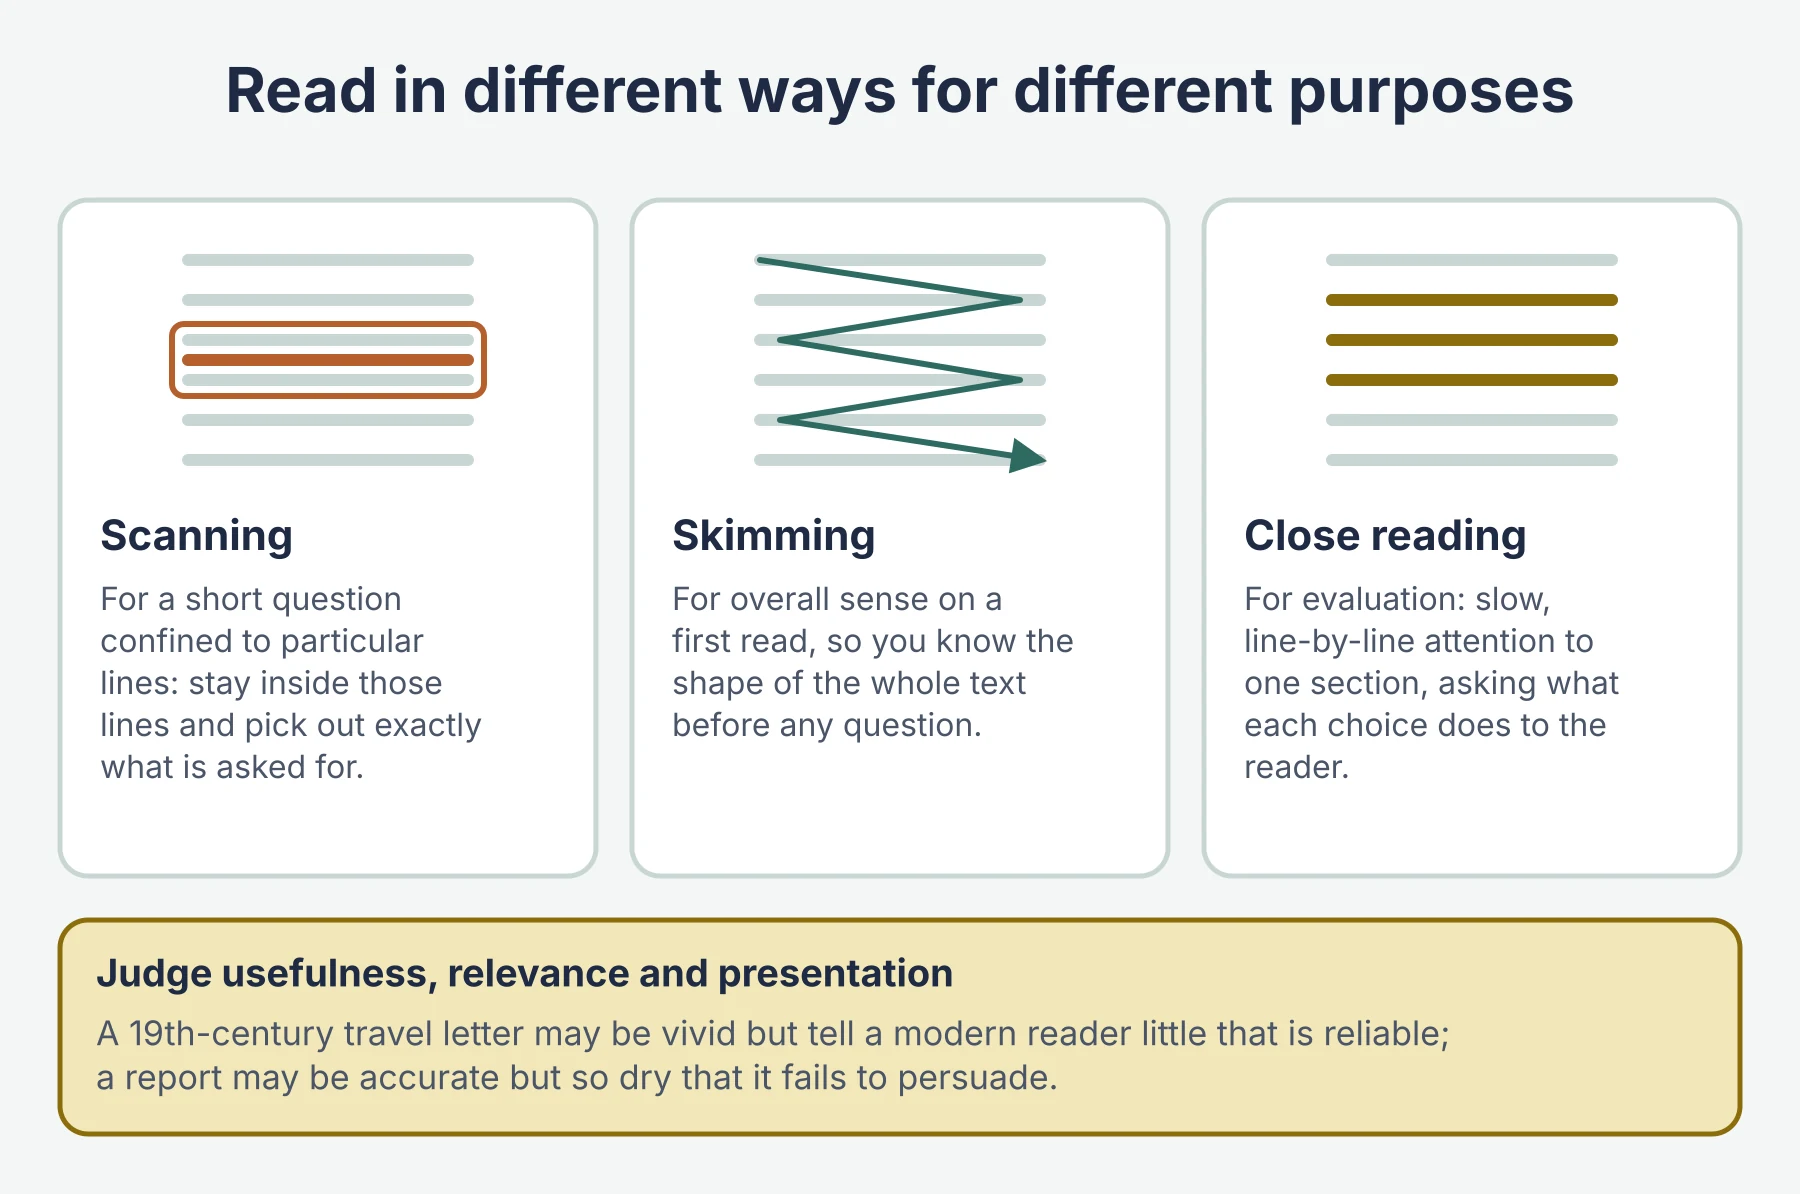 Read in different ways for different purposes
Scanning
For a short question
confined to particular
lines: stay inside those
lines and pick out exactly
what is asked for.
Skimming
For overall sense on a
first read, so you know the
shape of the whole text
before any question.
Close reading
For evaluation: slow,
line-by-line attention to
one section, asking what
each choice does to the
reader.
Judge usefulness, relevance and presentation
A 19th-century travel letter may be vivid but tell a modern reader little that is reliable;
a report may be accurate but so dry that it fails to persuade.